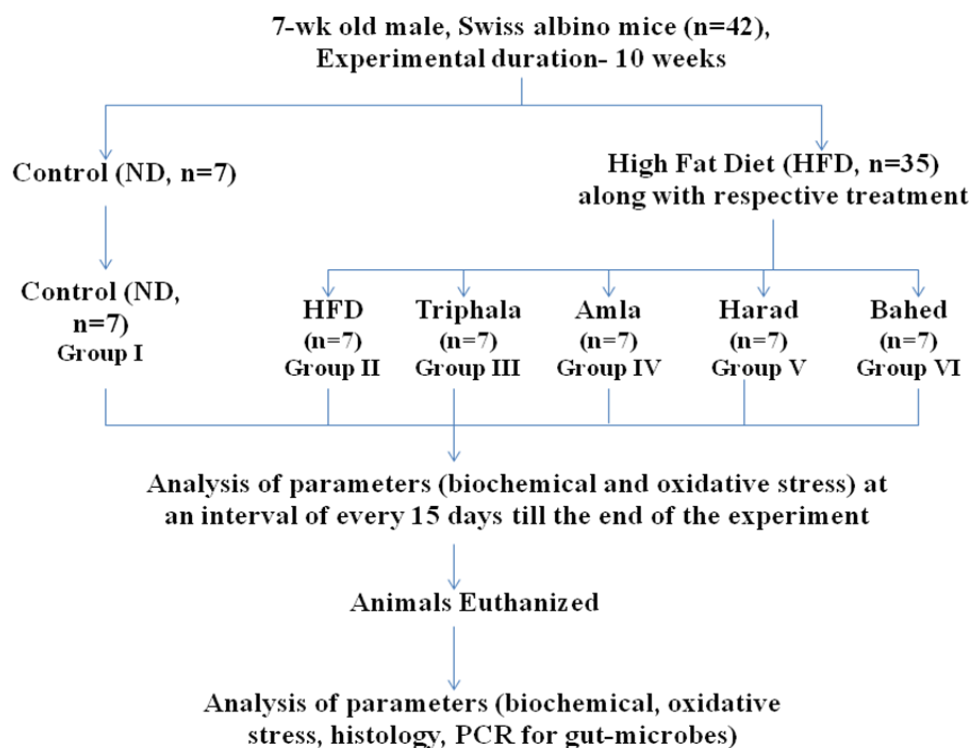 7-wk old male, Swiss albino mice (n=42),
Experimental duration- 10 weeks
Control (ND, n=7)
High Fat Diet (HFD, n=35)
along with respective treatment
Control (ND,
n=7)
Group I
HFD
(n=7)
Group II
Triphala
(n=7)
Group III
Amla
(n=7)
Group IV
Harad
(n=7)
Group V
Bahed
(n=7)
Group VI
Analysis of parameters (biochemical and oxidative stress) at
an interval of every 15 days till the end of the experiment
Animals Euthanized
Analysis of parameters (biochemical, oxidative
stress, histology, PCR for gut-microbes)